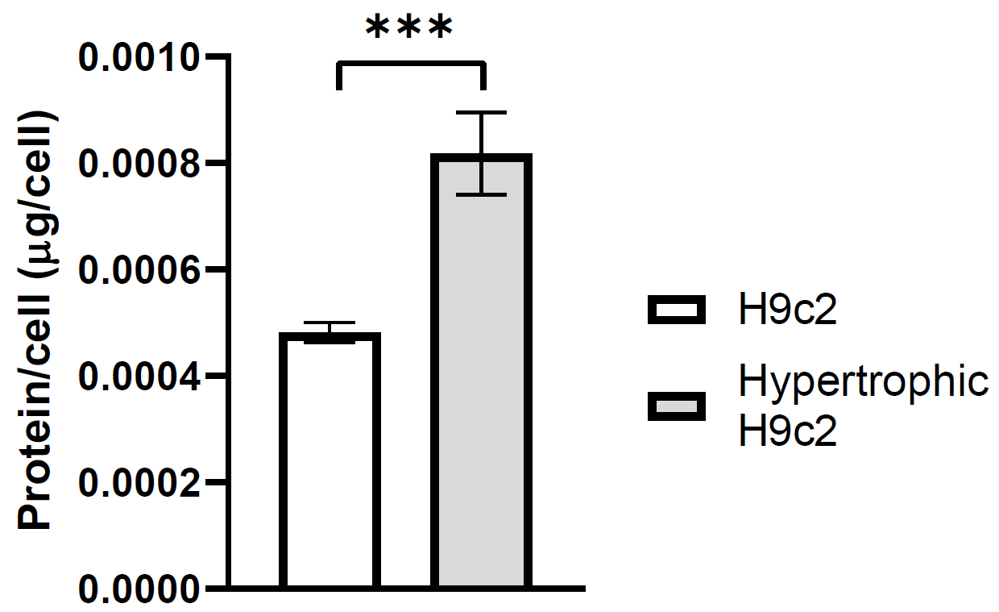 ***
0.0010
0.0008
0.0006
0.0004
0.0002
0.0000
Protein/cell (μg/cell)
H9c2
Hypertrophic
H9c2